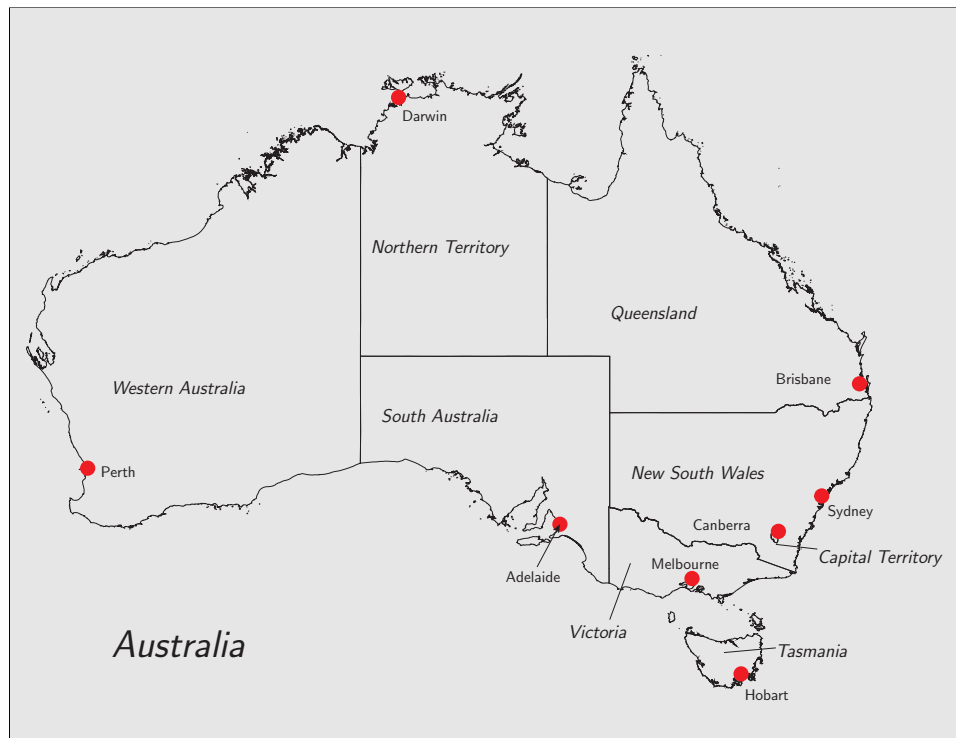 Darwin
Northern Territory
Queensland
Western Australia
Brisbane
South Australia
Perth
New South Wales
Sydney
Canberra
Capital Territory
Melbourne
Adelaide
Victoria
Australia
Tasmania
Hobart